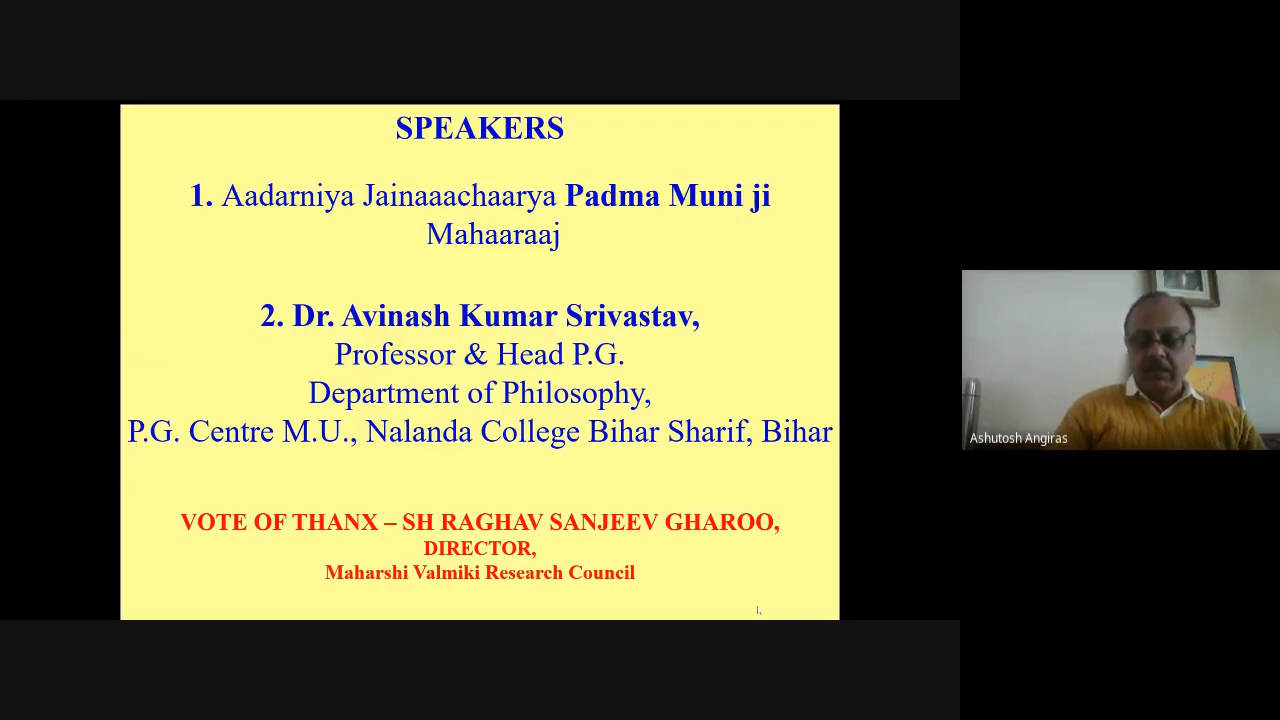 SPEAKERS
1. Aadarniya Jainaaachaarya Padma Muni ji
Mahaaraaj
2. Dr. Avinash Kumar Srivastav,
Professor & Head P.G.
Department of Philosophy,
P.G. Centre M.U., Nalanda College Bihar Sharif, Bihar
VOTE OF THANX – SH RAGHAV SANJEEV GHAROO,
DIRECTOR,
Maharshi Valmiki Research Council
Ashutosh Angiras